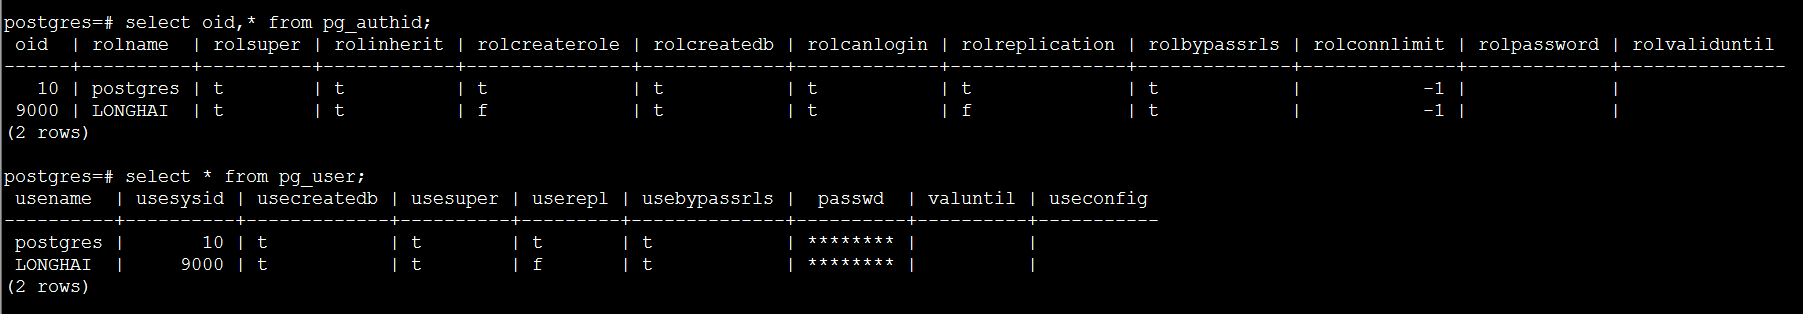 postgres=# select oid,* from pg_authid;
 oid  | rolname  | rolsuper | rolinherit | rolcreaterole | rolcreatedb | rolcanlogin | rolreplication | rolbypassrls | rolconnlimit | rolpassword | rolvaliduntil
------+----------+----------+------------+---------------+-------------+-------------+----------------+--------------+--------------+-------------+---------------
   10 | postgres | t        | t          | t             | t           | t           | t              | t            |           -1 |             |
 9000 | LONGHAI  | t        | t          | f             | t           | t           | f              | t            |           -1 |             |
(2 rows)
postgres=# select * from pg_user;
 usename  | usesysid | usecreatedb | usesuper | userepl | usebypassrls |  passwd  | valuntil | useconfig
----------+----------+-------------+----------+---------+--------------+----------+----------+-----------
 postgres |       10 | t           | t        | t       | t            | ******** |          |
 LONGHAI  |     9000 | t           | t        | f       | t            | ******** |          |
(2 rows)